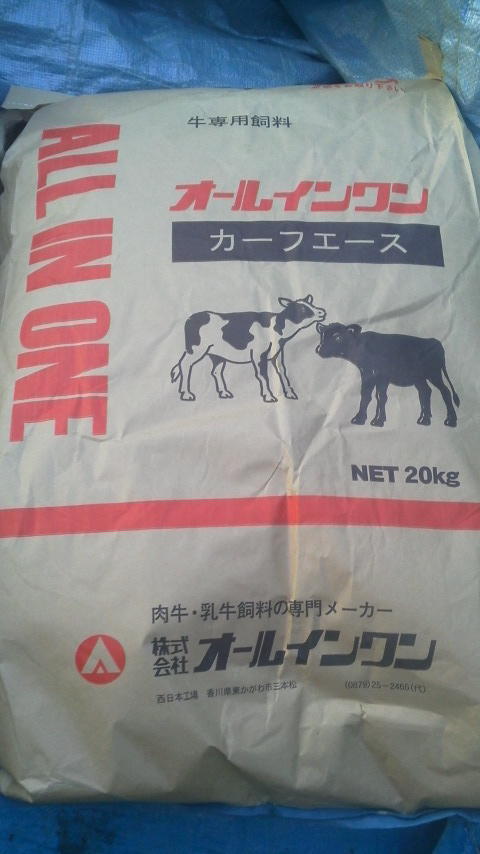 牛専用飼料
ALL IN ONE
オールインワン
カーフエース
NET 20kg
肉牛・乳牛飼料の専門メーカー
株式会社 オールインワン
西日本工場 香川県東かがわ市三本松 (0879)25-2465(代)